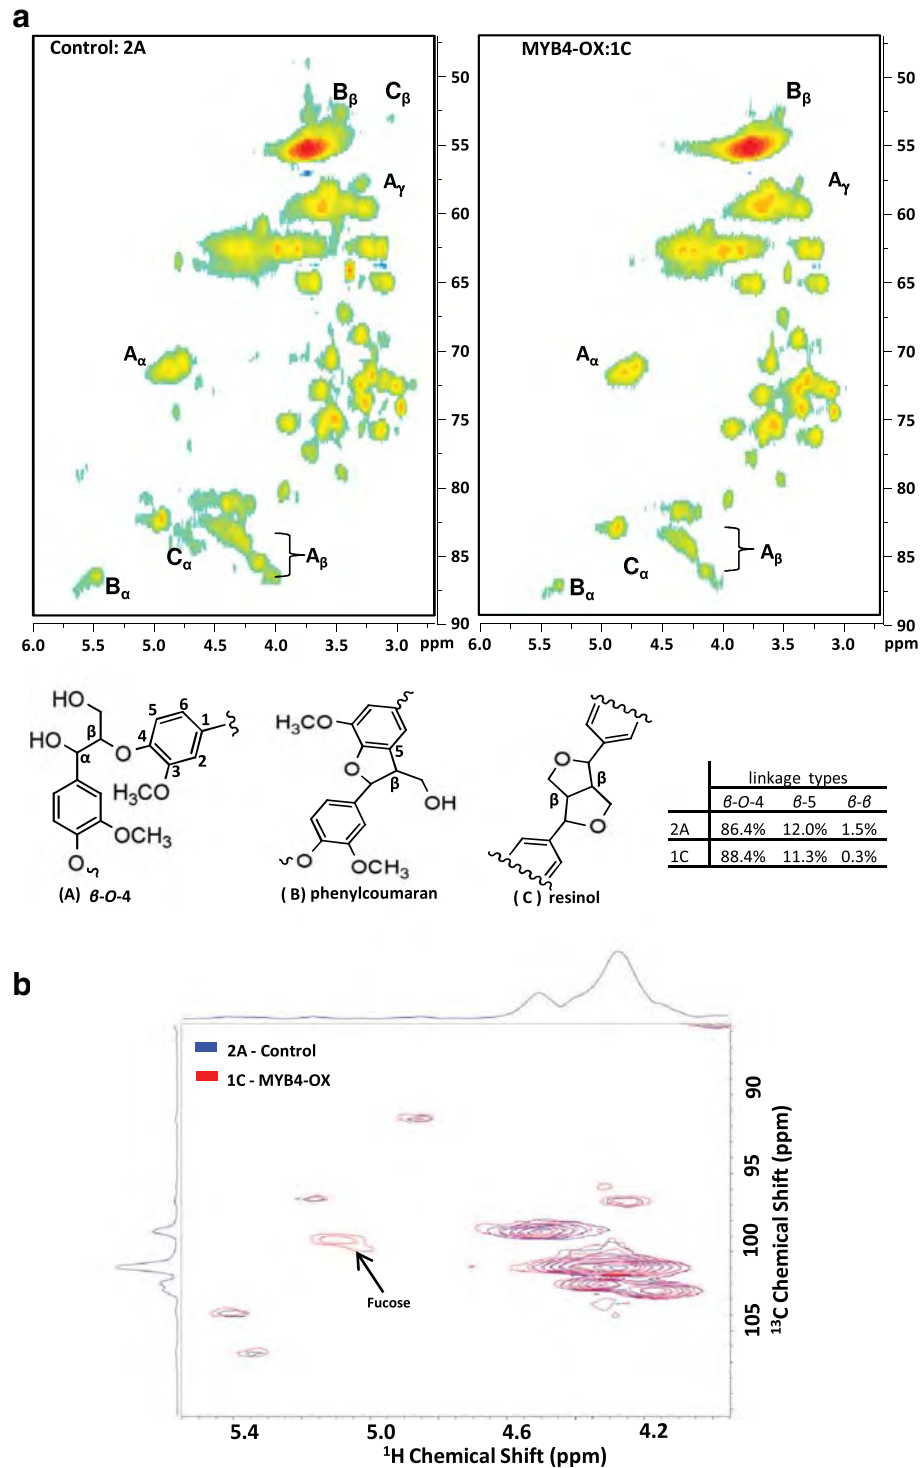 a
Control: 2A
MYB4-OX:1C
Bβ
Cβ
Bβ
50
50
55
55
Aγ
Aγ
60
60
65
65
Aα
Aα
70
70
75
75
80
80
Cα
Aβ
Cα
Aβ
85
85
Bα
Bα
90
90
6.0 5.5 5.0 4.5 4.0 3.5 3.0 ppm
6.0 5.5 5.0 4.5 4.0 3.5 3.0 ppm
HO
5 6
β
1
HO
4
α
O
2
3
H₃CO
OCH₃
O
(A) β-O-4
H₃CO
5
O
β
OH
O
OCH₃
( B) phenylcoumaran
O
β
β
O
( C ) resinol
linkage types
β-O-4 β-5 β-β
2A 86.4% 12.0% 1.5%
1C 88.4% 11.3% 0.3%
b
2A - Control
1C - MYB4-OX
Fucose
90
95
100
105
¹³C Chemical Shift (ppm)
5.4 5.0 4.6 4.2
¹H Chemical Shift (ppm)